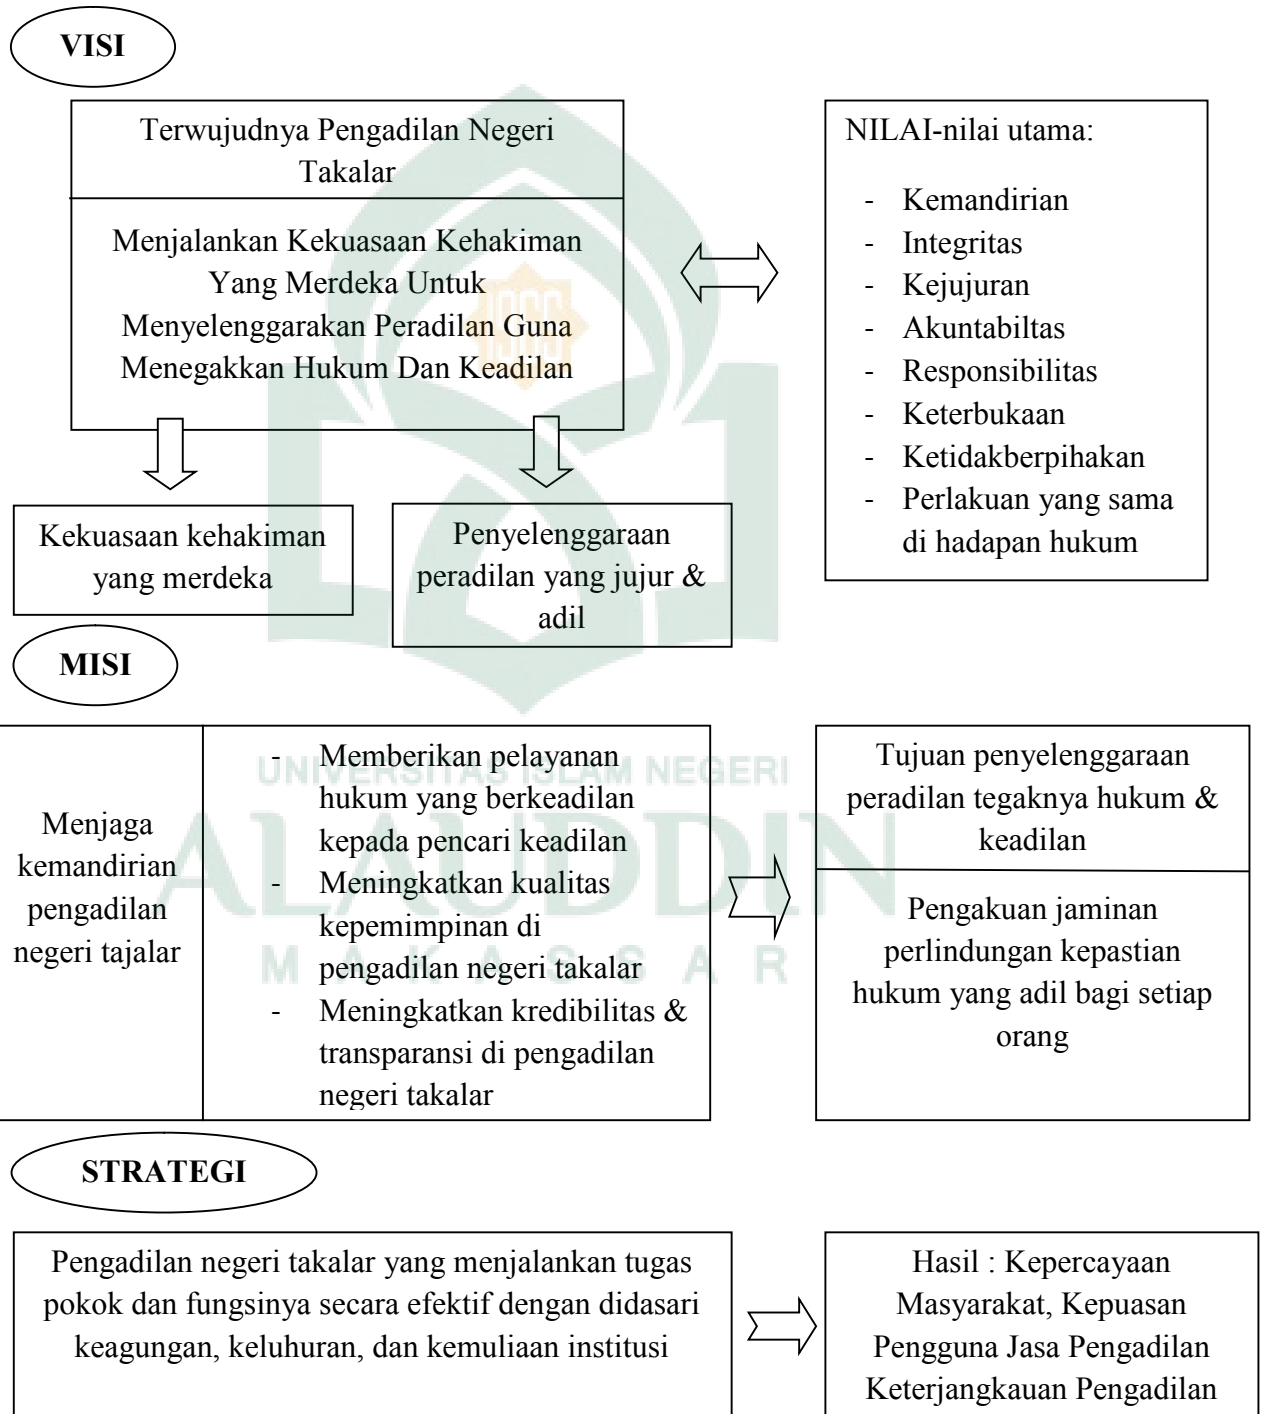 VISI
Terwujudnya Pengadilan Negeri
Takalar
Menjalankan Kekuasaan Kehakiman
Yang Merdeka Untuk
Menyelenggarakan Peradilan Guna
Menegakkan Hukum Dan Keadilan
NILAI-nilai utama:
- Kemandirian
- Integritas
- Kejujuran
- Akuntabiltas
- Responsibilitas
- Keterbukaan
- Ketidakberpihakan
- Perlakuan yang sama
di hadapan hukum
Kekuasaan kehakiman
yang merdeka
Penyelenggaraan
peradilan yang jujur &
adil
MISI
Menjaga
kemandirian
pengadilan
negeri tajalar
- Memberikan pelayanan
hukum yang berkeadilan
kepada pencari keadilan
- Meningkatkan kualitas
kepemimpinan di
pengadilan negeri takalar
- Meningkatkan kredibilitas &
transparansi di pengadilan
negeri takalar
Tujuan penyelenggaraan
peradilan tegaknya hukum &
keadilan
Pengakuan jaminan
perlindungan kepastian
hukum yang adil bagi setiap
orang
UNIVERSITAS ISLAM NEGERI
ALAUDDIN
MAKASSAR
STRATEGI
Pengadilan negeri takalar yang menjalankan tugas
pokok dan fungsinya secara efektif dengan didasari
keagungan, keluhuran, dan kemuliaan institusi
Hasil : Kepercayaan
Masyarakat, Kepuasan
Pengguna Jasa Pengadilan
Keterjangkauan Pengadilan